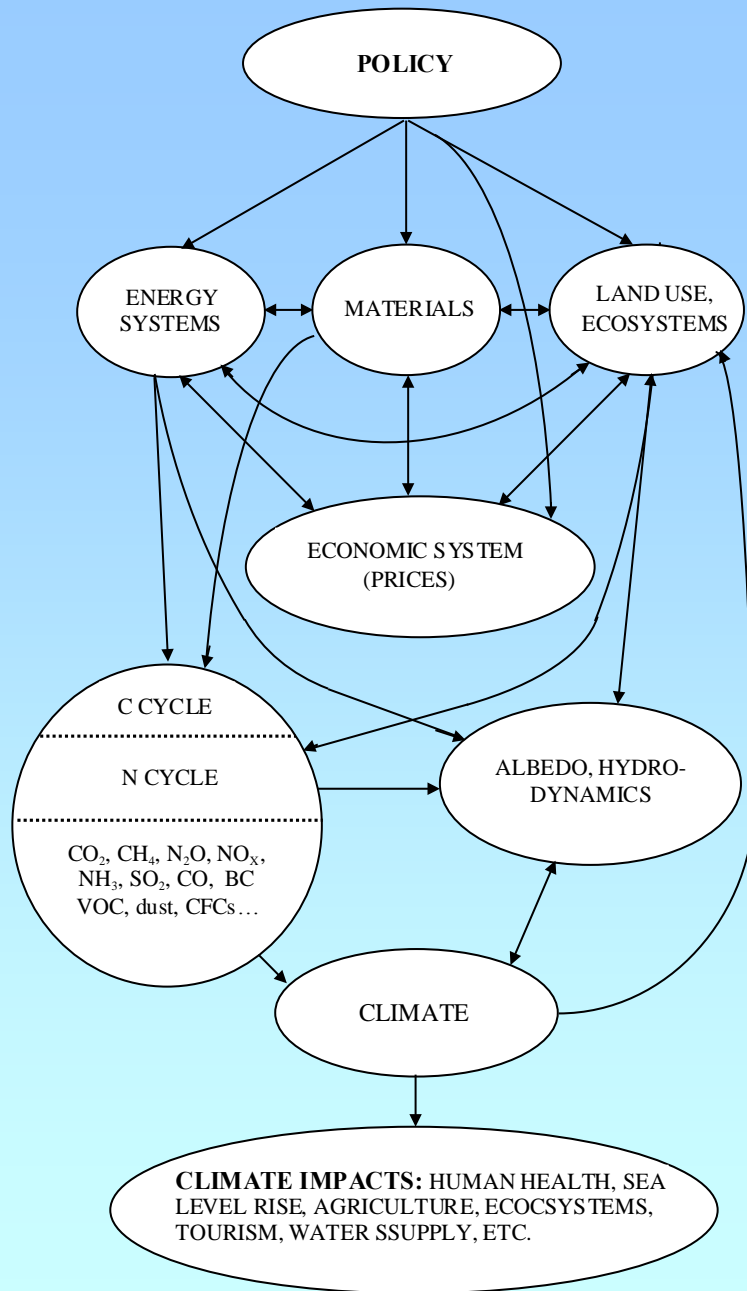 POLICY
ENERGY
SYSTEMS
MATERIALS
LAND USE,
ECOSYSTEMS
ECONOMIC SYSTEM
(PRICES)
C CYCLE
N CYCLE
CO₂, CH₄, N₂O, NOₓ,
NH₃, SO₂, CO, BC
VOC, dust, CFCs…
ALBEDO, HYDRO-
DYNAMICS
CLIMATE
CLIMATE IMPACTS: HUMAN HEALTH, SEA
LEVEL RISE, AGRICULTURE, ECOCSYSTEMS,
TOURISM, WATER SSUPPLY, ETC.